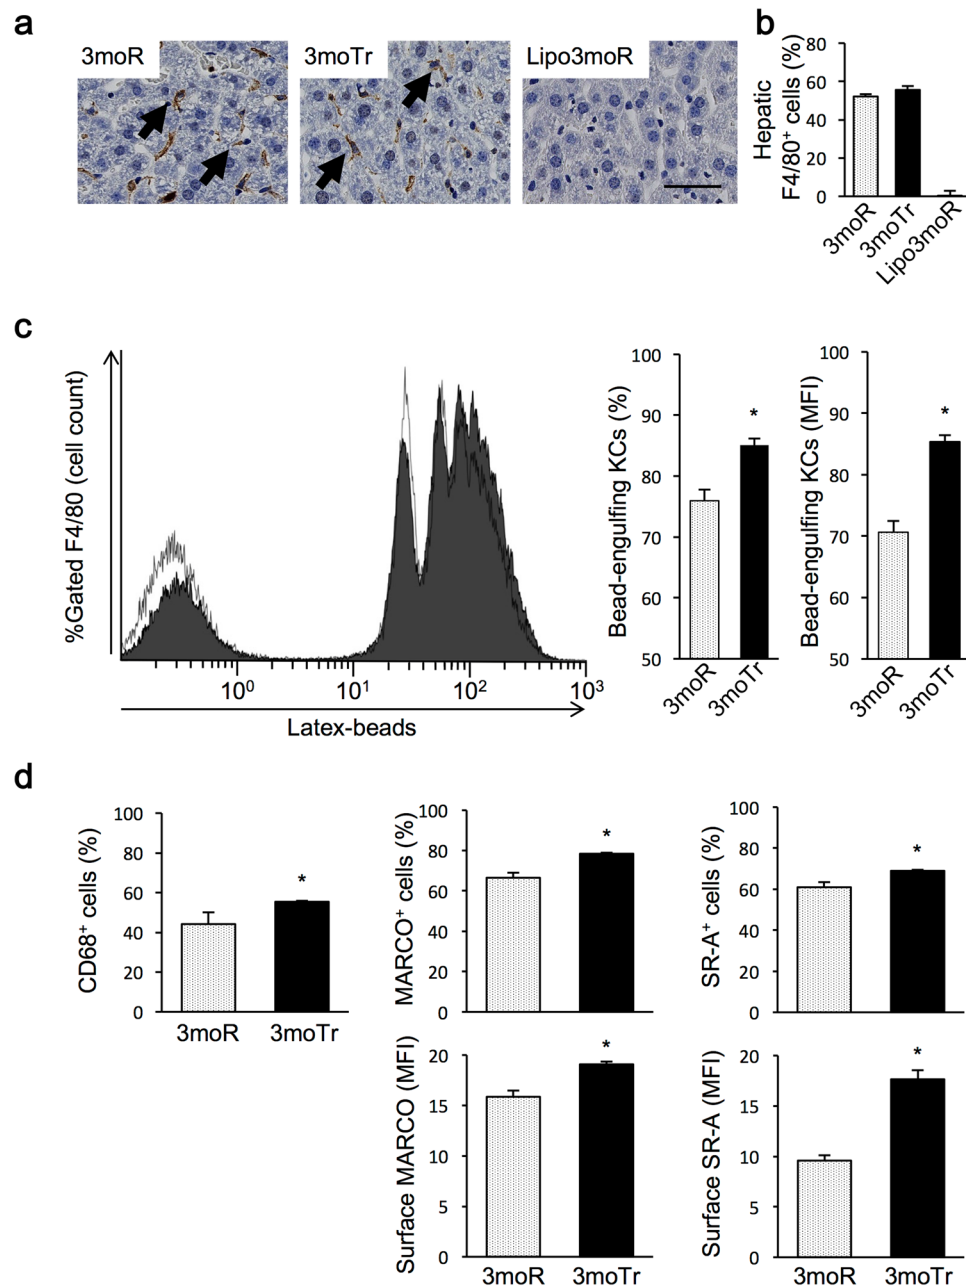 a
3moR
3moTr
Lipo3moR
b
Hepatic
F4/80⁺ cells (%)
80
60
40
20
0
3moR
3moTr
Lipo3moR
c
%Gated F4/80 (cell count)
10⁰
10¹
10²
10³
Latex-beads
Bead-engulfing KCs (%)
100
90
80
70
60
50
*
3moR
3moTr
Bead-engulfing KCs (MFI)
100
90
80
70
60
50
*
3moR
3moTr
d
CD68⁺ cells (%)
100
80
60
40
20
0
*
3moR
3moTr
MARCO⁺ cells (%)
100
80
60
40
20
0
*
SR-A⁺ cells (%)
100
80
60
40
20
0
*
Surface MARCO (MFI)
20
15
10
5
0
*
3moR
3moTr
Surface SR-A (MFI)
20
15
10
5
0
*
3moR
3moTr